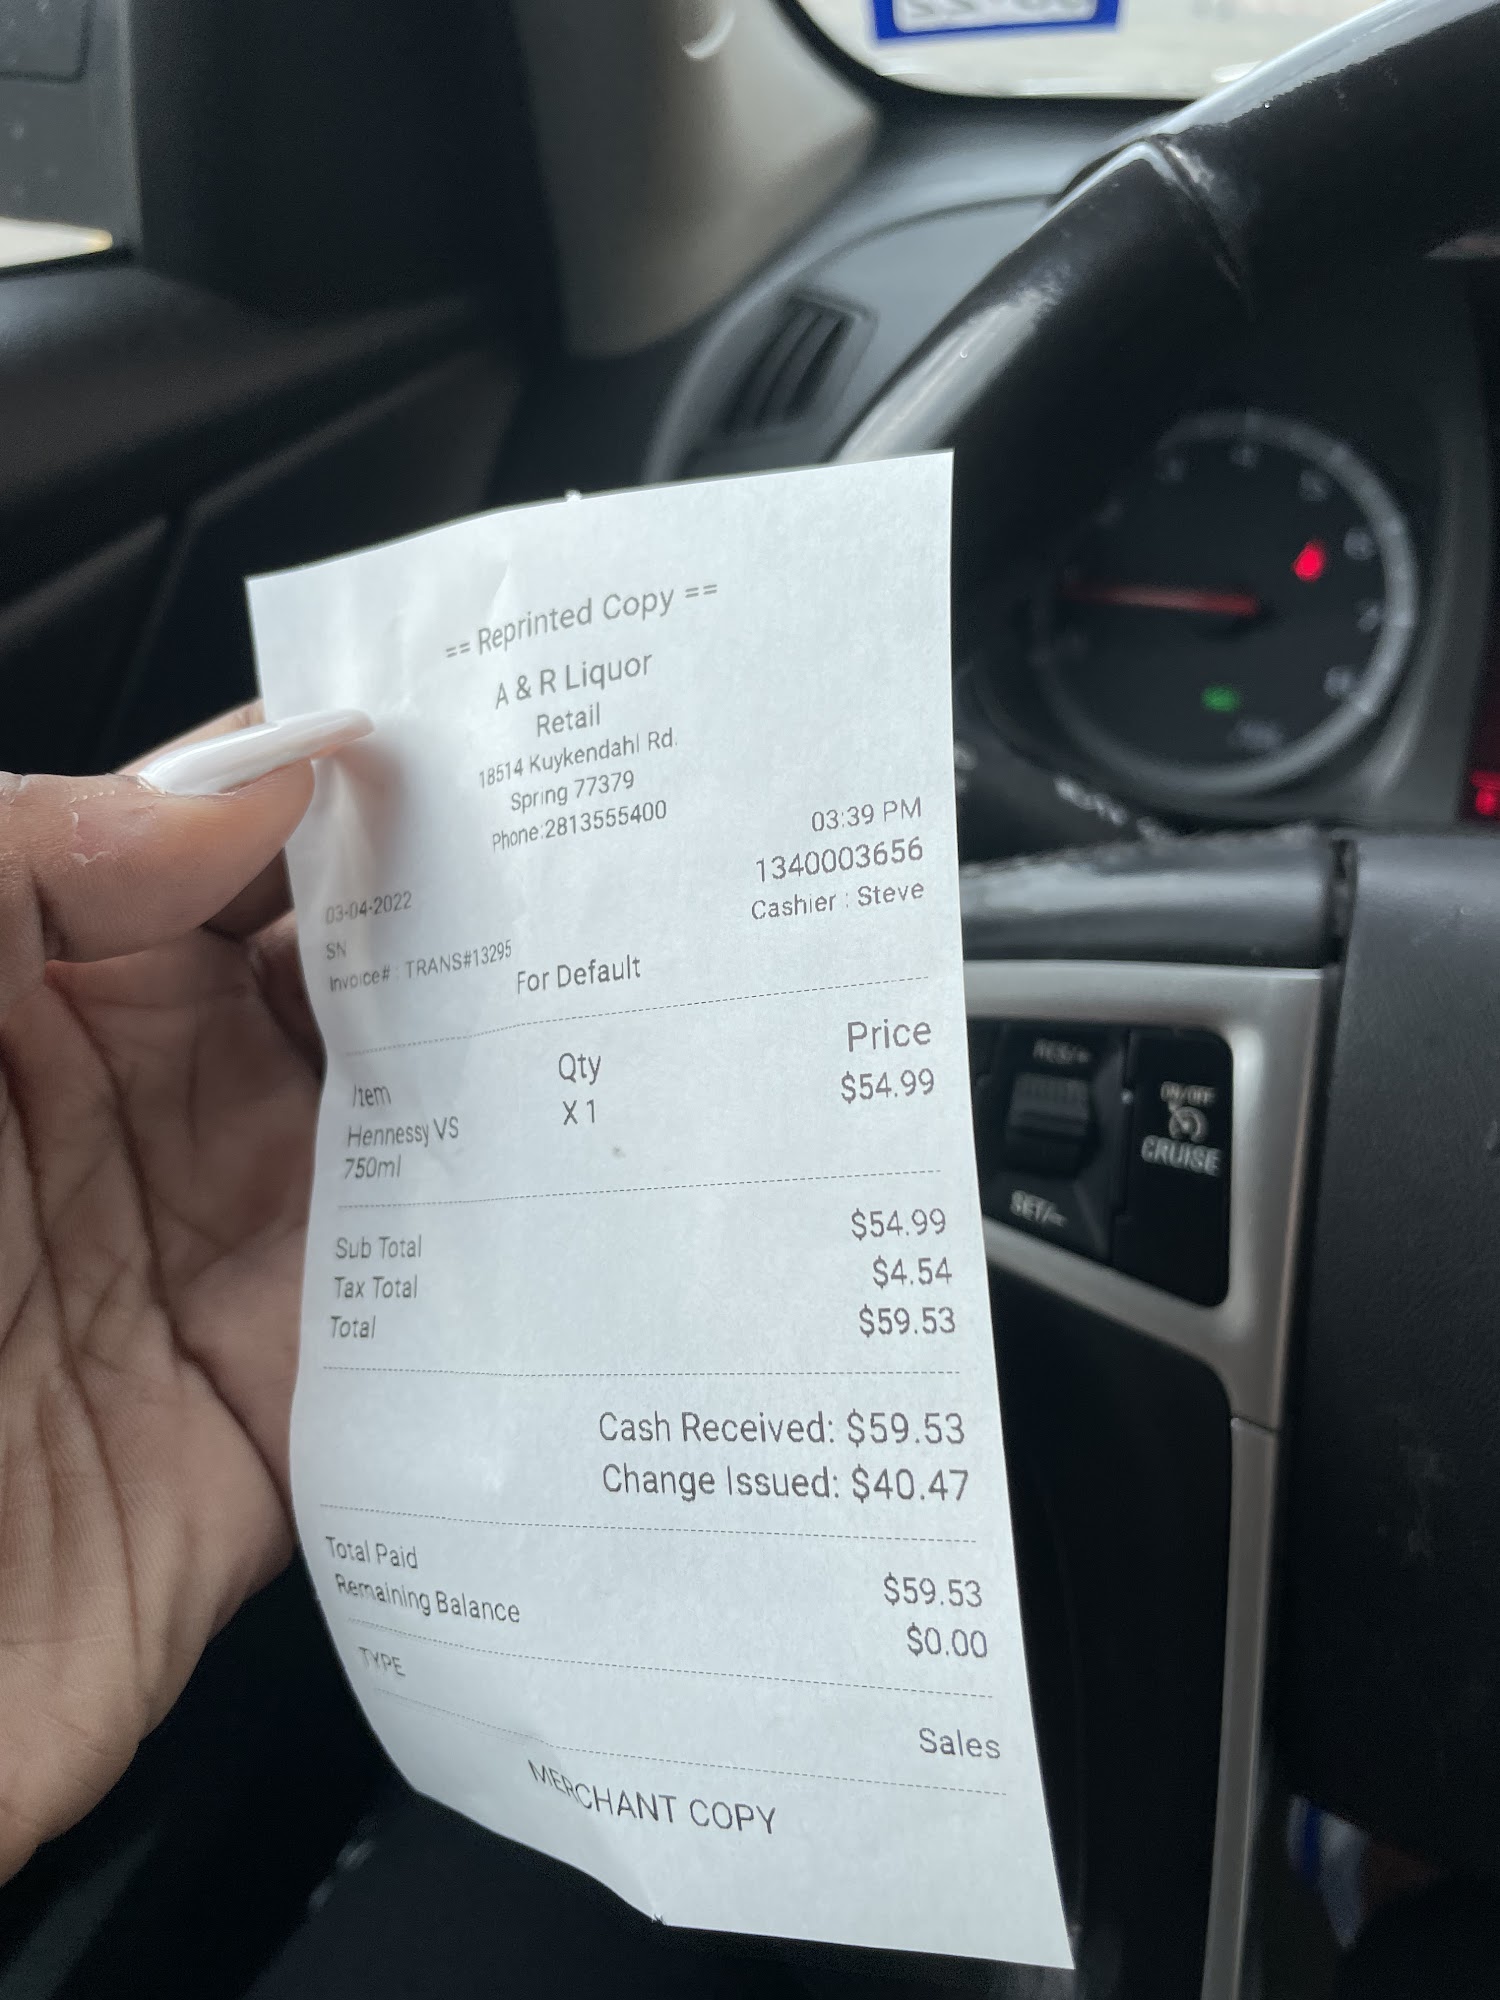 == Reprinted Copy ==
A & R Liquor
Retail
18514 Kuykendahl Rd.
Spring 77379
Phone:2813555400
03:39 PM
03-04-2022 1340003656
SN Cashier : Steve
Invoice# : TRANS#13295
For Default
Item Qty Price
Hennessy VS X 1 $54.99
750ml
Sub Total $54.99
Tax Total $4.54
Total $59.53
Cash Received: $59.53
Change Issued: $40.47
Total Paid $59.53
Remaining Balance $0.00
TYPE Sales
MERCHANT COPY
RES/+
ON/OFF
CRUISE
SET/-